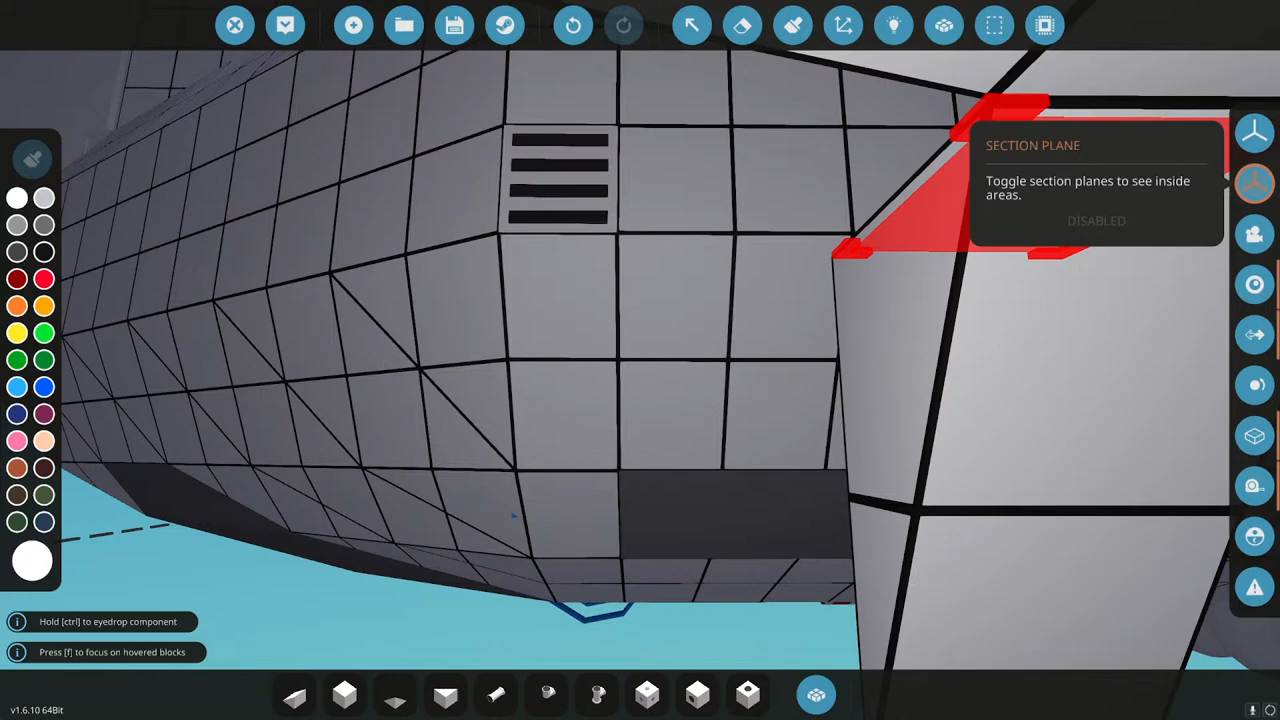 SECTION PLANE
Toggle section planes to see inside
areas.
DISABLED
Hold [ctrl] to eyedrop component
Press [f] to focus on hovered blocks
v1.6.10 64Bit